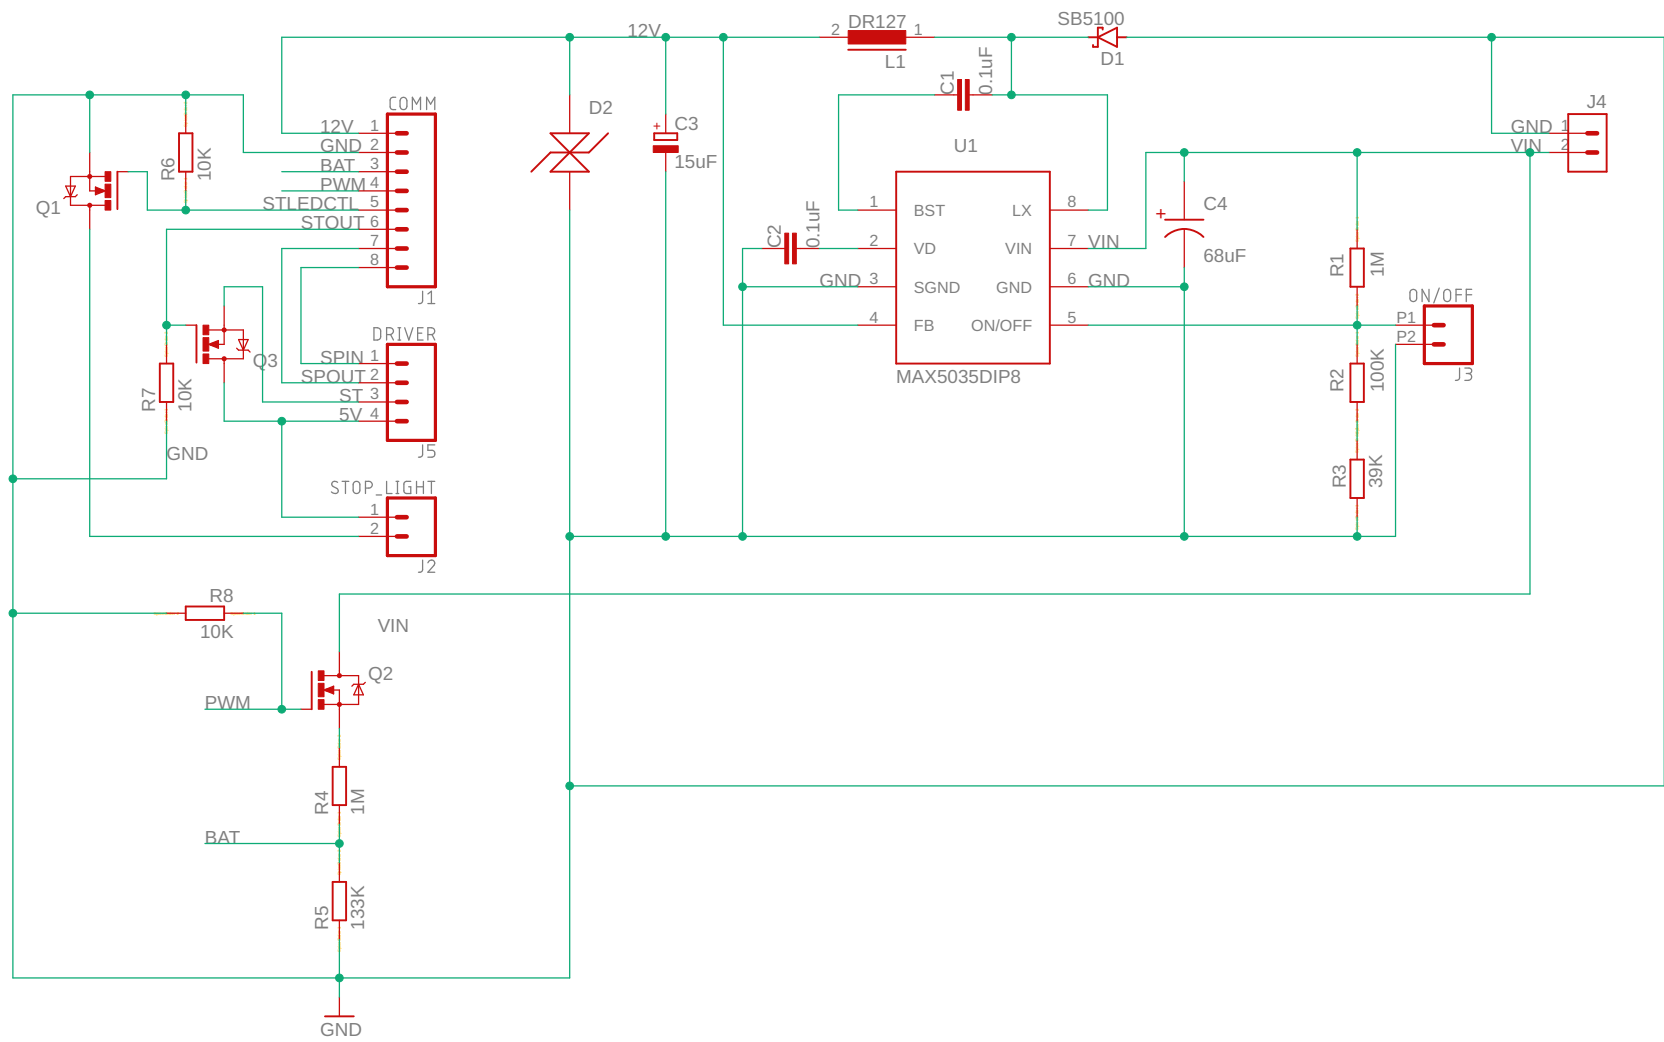 SB5100
12V
2
DR127
1
L1
D1
C1
0.1uF
COMM
D2
C3
15uF
J4
12V
1
GND
2
BAT
3
PWM
4
STLEDCTL
5
STOUT
6
7
8
J1
R6
10K
Q1
U1
GND
1
VIN
2
1
BST
LX
8
C2
0.1uF
2
VD
VIN
7
VIN
GND
3
SGND
GND
6
GND
4
FB
ON/OFF
5
MAX5035DIP8
+
C4
68uF
+
R1
1M
ON/OFF
P1
P2
J3
R2
100K
R3
39K
DRIVER
SPIN
1
SPOUT
2
ST
3
5V
4
J5
Q3
R7
10K
GND
STOP_LIGHT
1
2
J2
R8
10K
VIN
Q2
PWM
R4
1M
BAT
R5
133K
GND